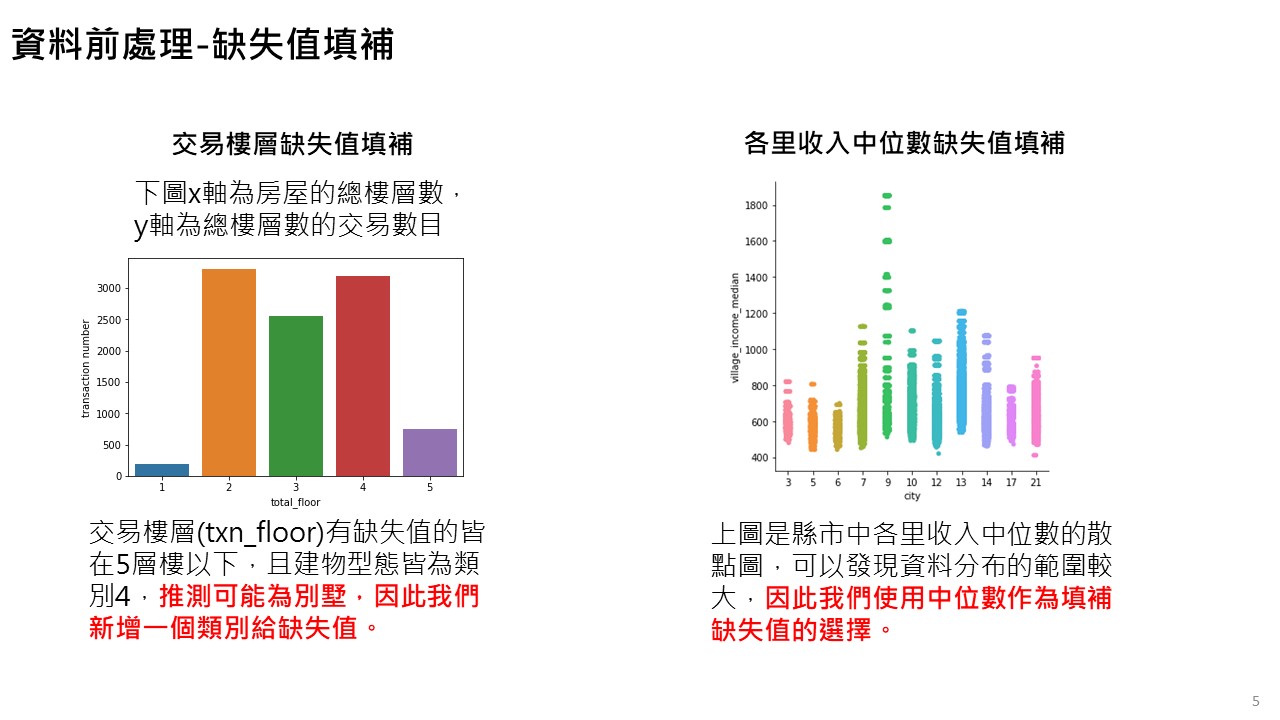 資料前處理-缺失值填補
交易樓層缺失值填補
下圖x軸為房屋的總樓層數，
y軸為總樓層數的交易數目
3000
2500
2000
1500
1000
500
0
transaction number
1 2 3 4 5
total_floor
交易樓層(txn_floor)有缺失值的皆
在5層樓以下，且建物型態皆為類
別4，推測可能為別墅，因此我們
新增一個類別給缺失值。
各里收入中位數缺失值填補
1800
1600
1400
1200
1000
800
600
400
village_income_median
3 5 6 7 9 10 12 13 14 17 21
city
上圖是縣市中各里收入中位數的散
點圖，可以發現資料分布的範圍較
大，因此我們使用中位數作為填補
缺失值的選擇。
5